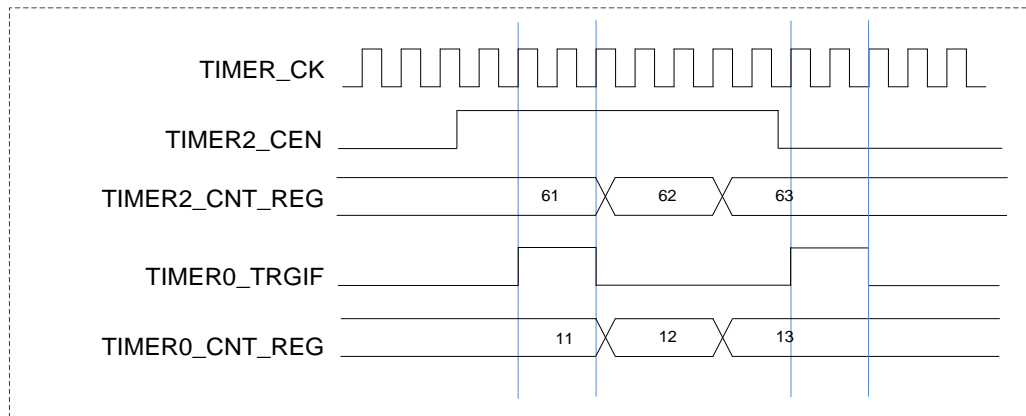 TIMER_CK
TIMER2_CEN
TIMER2_CNT_REG 61 62 63
TIMER0_TRGIF
TIMER0_CNT_REG 11 12 13